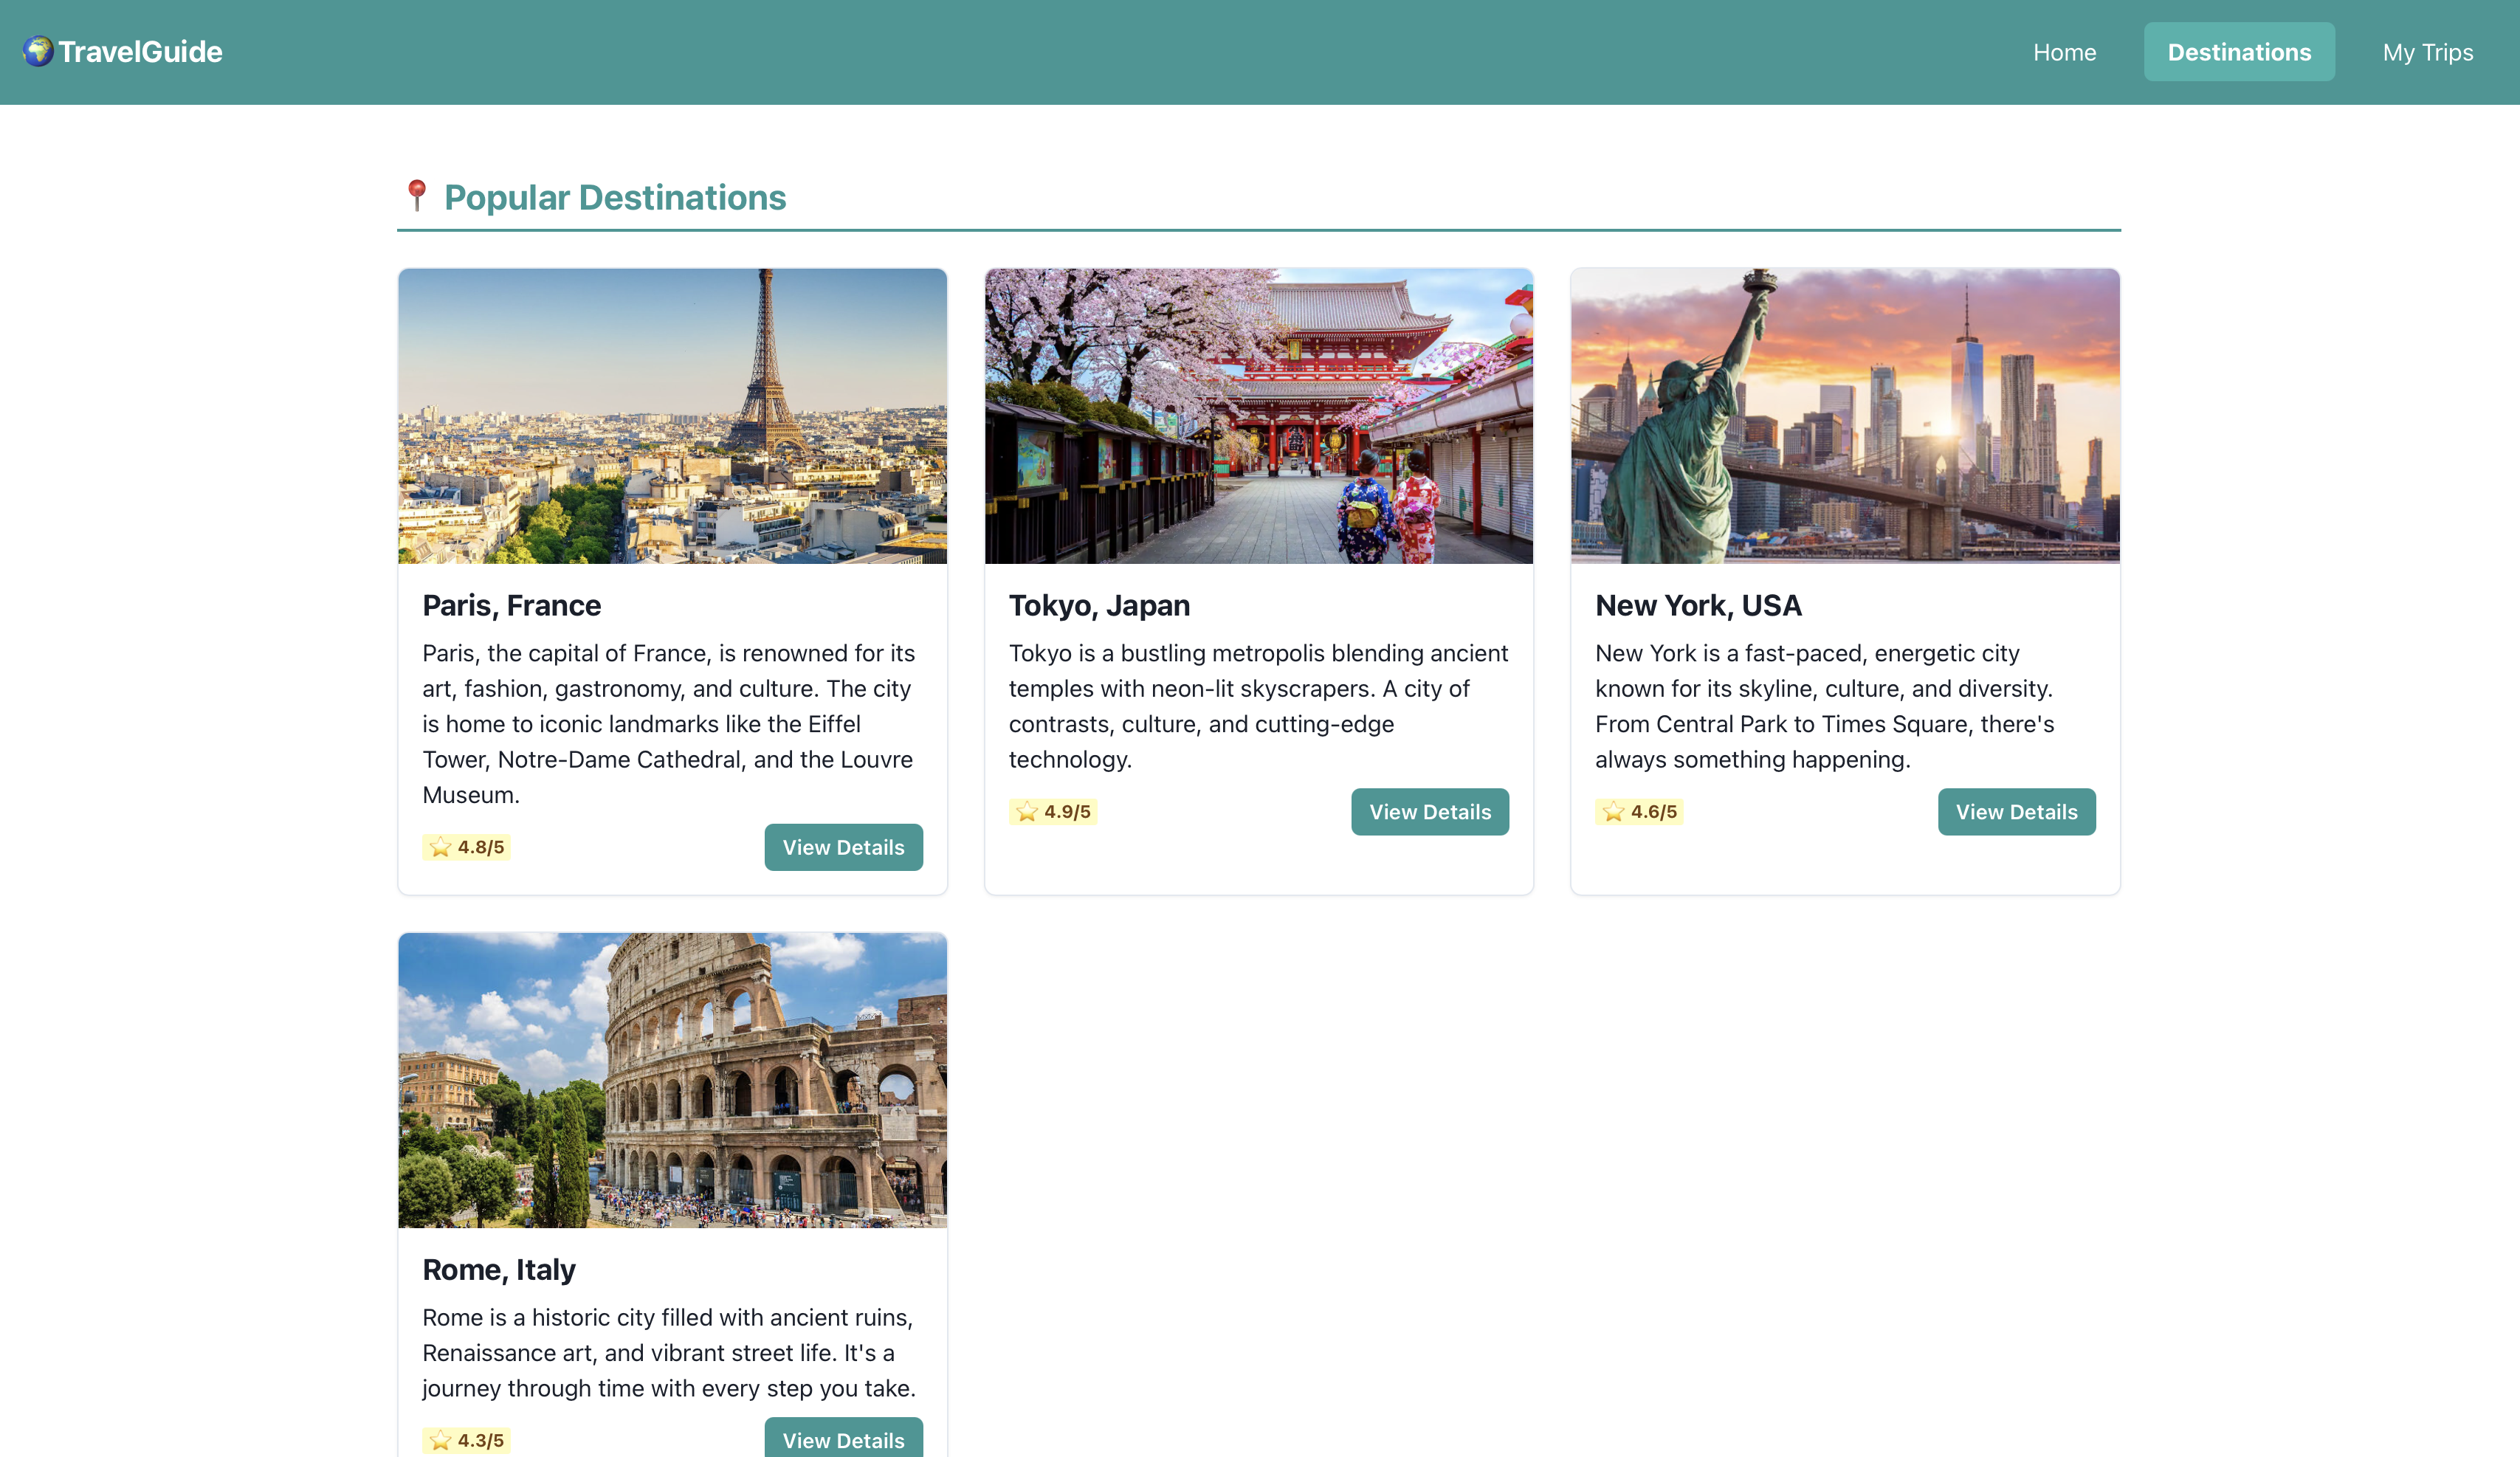 TravelGuide
Home
Destinations
My Trips
Popular Destinations
Paris, France
Paris, the capital of France, is renowned for its
art, fashion, gastronomy, and culture. The city
is home to iconic landmarks like the Eiffel
Tower, Notre-Dame Cathedral, and the Louvre
Museum.
4.8/5
View Details
Tokyo, Japan
Tokyo is a bustling metropolis blending ancient
temples with neon-lit skyscrapers. A city of
contrasts, culture, and cutting-edge
technology.
4.9/5
View Details
New York, USA
New York is a fast-paced, energetic city
known for its skyline, culture, and diversity.
From Central Park to Times Square, there's
always something happening.
4.6/5
View Details
Rome, Italy
Rome is a historic city filled with ancient ruins,
Renaissance art, and vibrant street life. It's a
journey through time with every step you take.
4.3/5
View Details